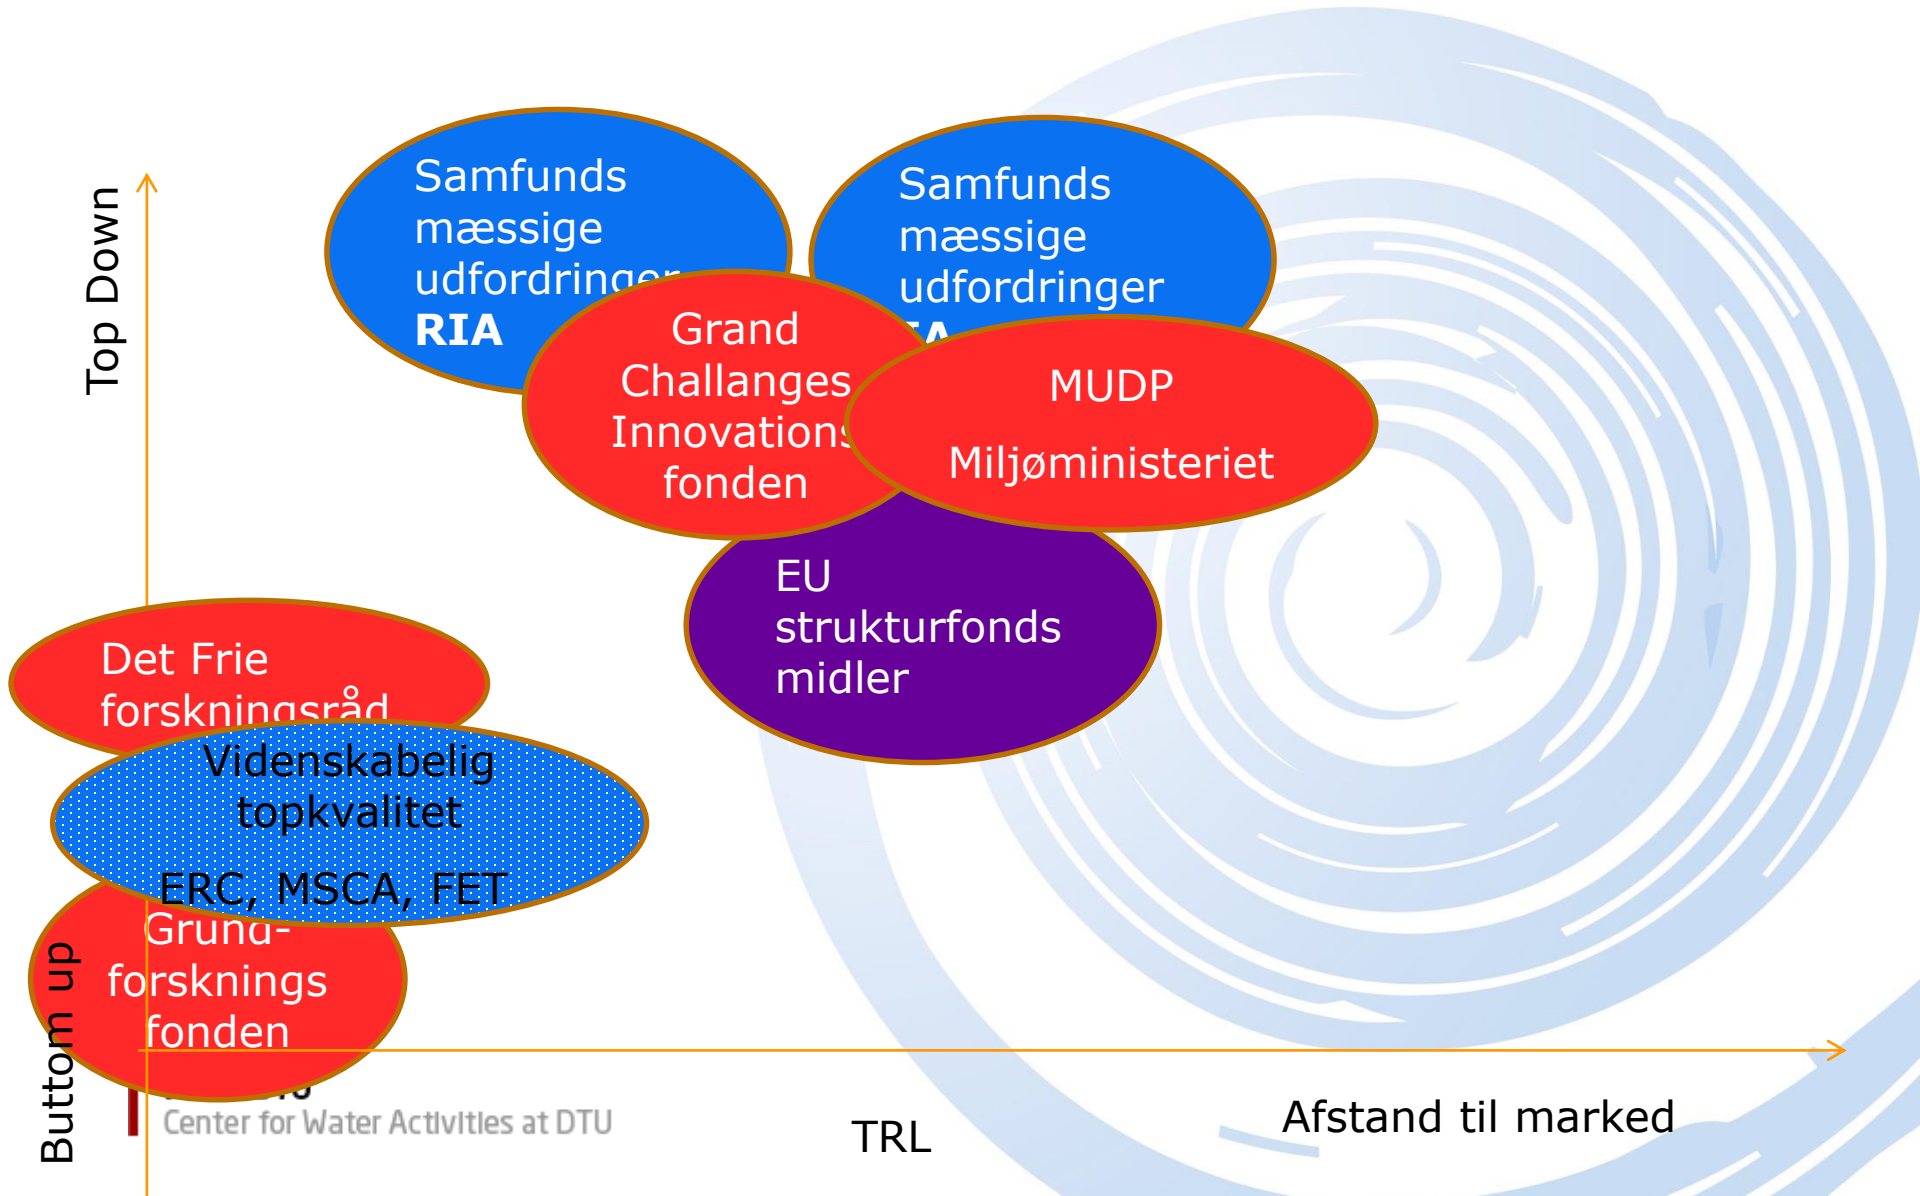 Top Down
Samfunds
mæssige
udfordringer
RIA
Samfunds
mæssige
udfordringer
IA
Grand
Challanges
Innovations
fonden
MUDP
Miljøministeriet
EU
strukturfonds
midler
Det Frie
forskningsråd
Videnskabelig
topkvalitet
ERC, MSCA, FET
Grund-
forsknings
fonden
Buttom up
Center for Water Activities at DTU
TRL
Afstand til marked